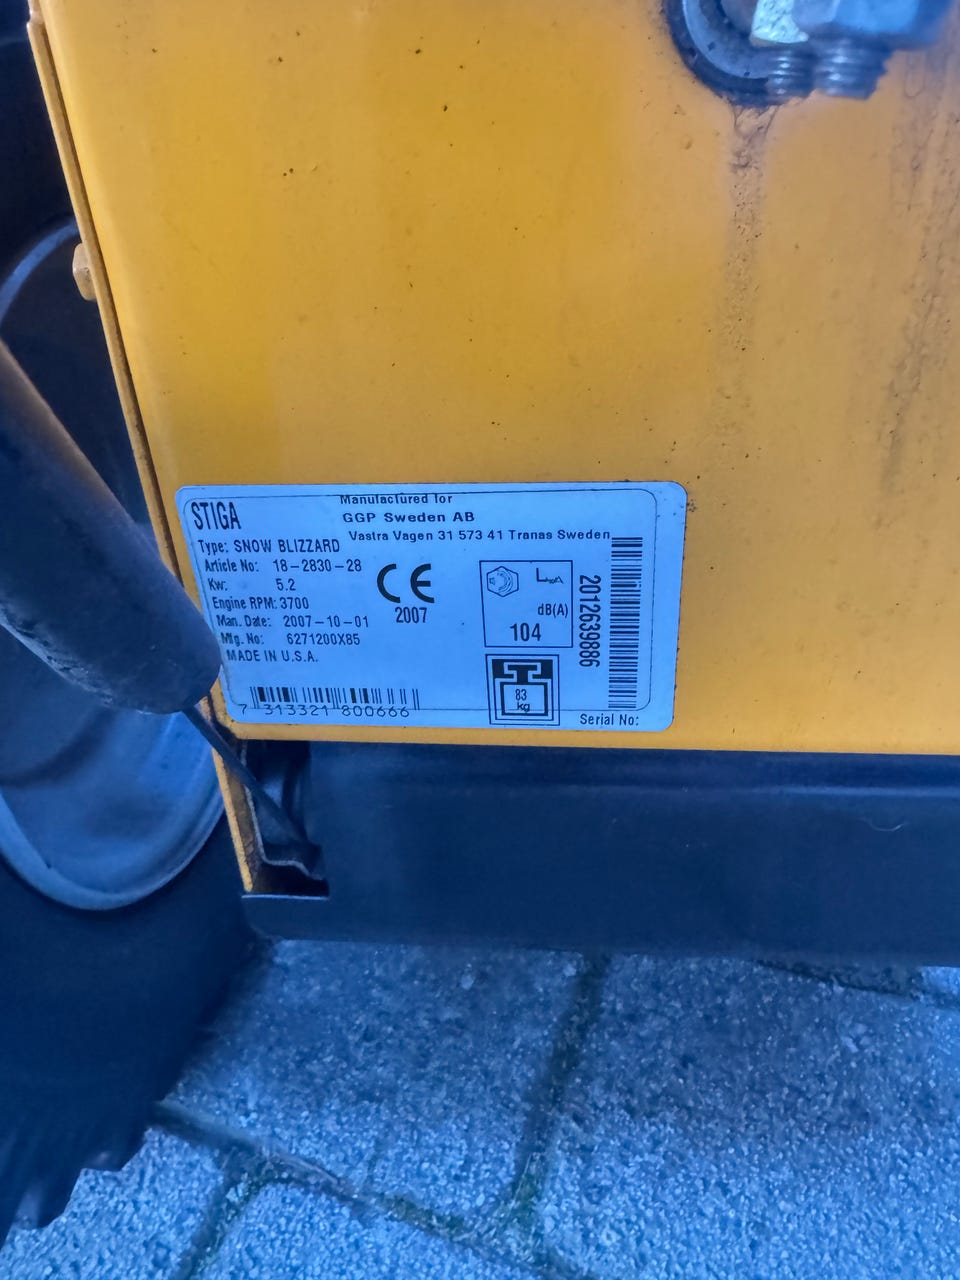 STIGA
Manufactured for
GGP Sweden AB
Vastra Vagen 31 573 41 Tranas Sweden
Type: SNOW BLIZZARD
Article No: 18-2830-28
Kw: 5.2
Engine RPM: 3700
Man. Date: 2007-10-01
Mfg. No: 6271200X85
MADE IN U.S.A.
CE
2007
LWA
dB(A)
104
83
kg
7 313321 800666
2012639886
Serial No: